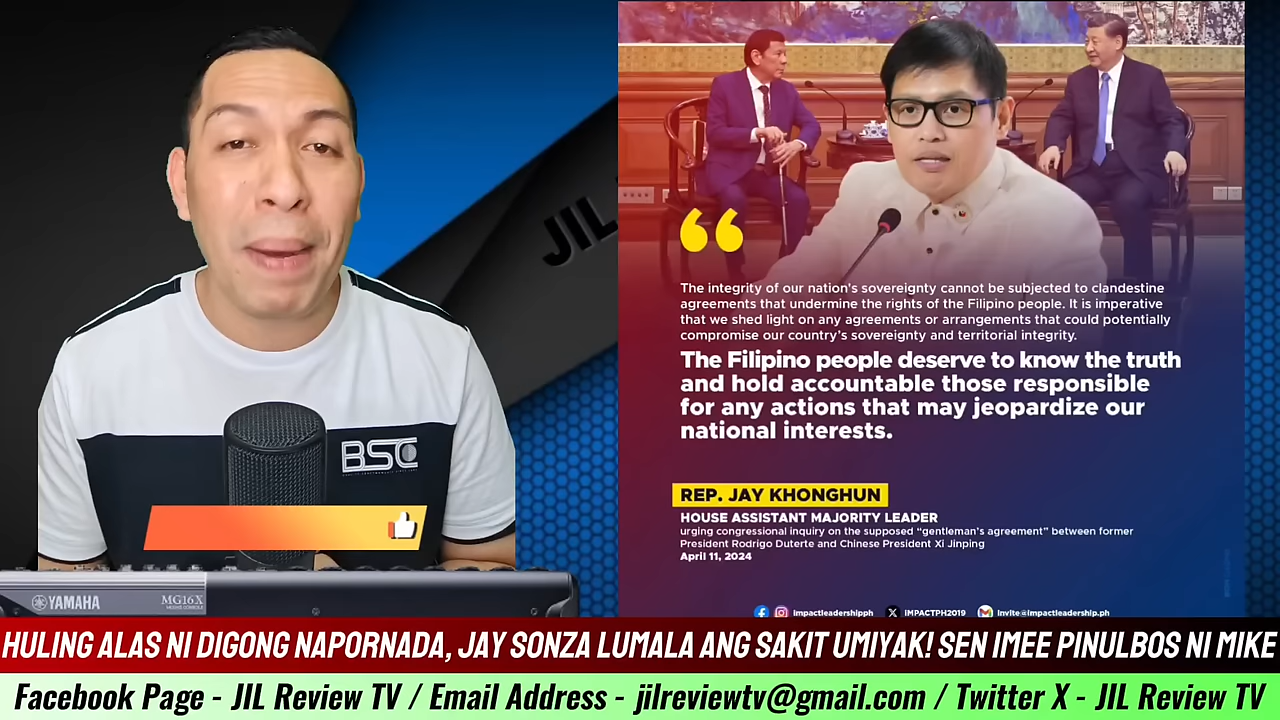 JIL
BSC
YAMAHA
MG16X
“
The integrity of our nation's sovereignty cannot be subjected to clandestine
agreements that undermine the rights of the Filipino people. It is imperative
that we shed light on any agreements or arrangements that could potentially
compromise our country's sovereignty and territorial integrity.
The Filipino people deserve to know the truth
and hold accountable those responsible
for any actions that may jeopardize our
national interests.
REP. JAY KHONGHUN
HOUSE ASSISTANT MAJORITY LEADER
urging congressional inquiry on the supposed “gentleman's agreement” between former
President Rodrigo Duterte and Chinese President Xi Jinping
April 11, 2024
impactleadershipph IMPACTPH2019 invite@impactleadership.ph
HULING ALAS NI DIGONG NAPORNADA, JAY SONZA LUMALA ANG SAKIT UMIYAK! SEN IMEE PINULBOS NI MIKE
Facebook Page - JIL Review TV / Email Address - jilreviewtv@gmail.com / Twitter X - JIL Review TV